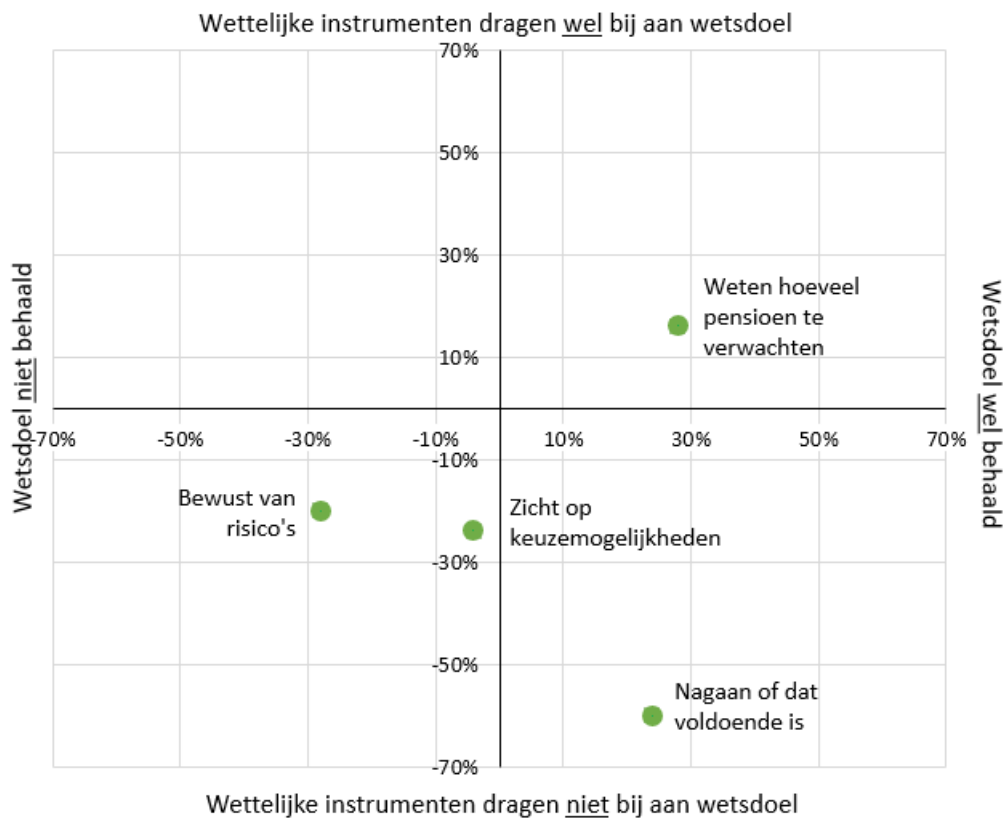 Wettelijke instrumenten dragen wel bij aan wetsdoel
70%
50%
30%
Weten hoeveel
pensioen te
verwachten
10%
Wetsdoel niet behaald
Wetsdoel wel behaald
-70%
-50%
-30%
-10%
10%
30%
50%
70%
-10%
Bewust van
risico's
Zicht op
keuzemogelijkheden
-30%
-50%
Nagaan of dat
voldoende is
-70%
Wettelijke instrumenten dragen niet bij aan wetsdoel